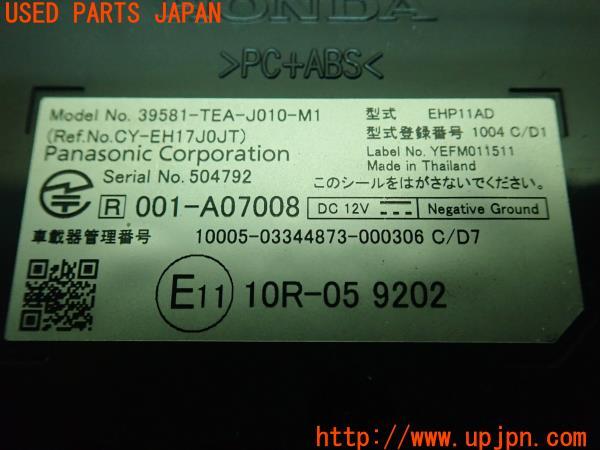 USED PARTS JAPAN
HONDA
>PC+ABS<
Model No. 39581-TEA-J010-M1 型式 EHP11AD
(Ref.No.CY-EH17J0JT) 型式登録番号 1004 C/D1
Panasonic Corporation Label No. YEFM011511
Made in Thailand
Serial No. 504792 このシールをはがさないでください。
R 001-A07008 DC 12V Negative Ground
車載器管理番号 10005-03344873-000306 C/D7
E11 10R-05 9202
USED PARTS JAPAN
http://www.upjpn.com